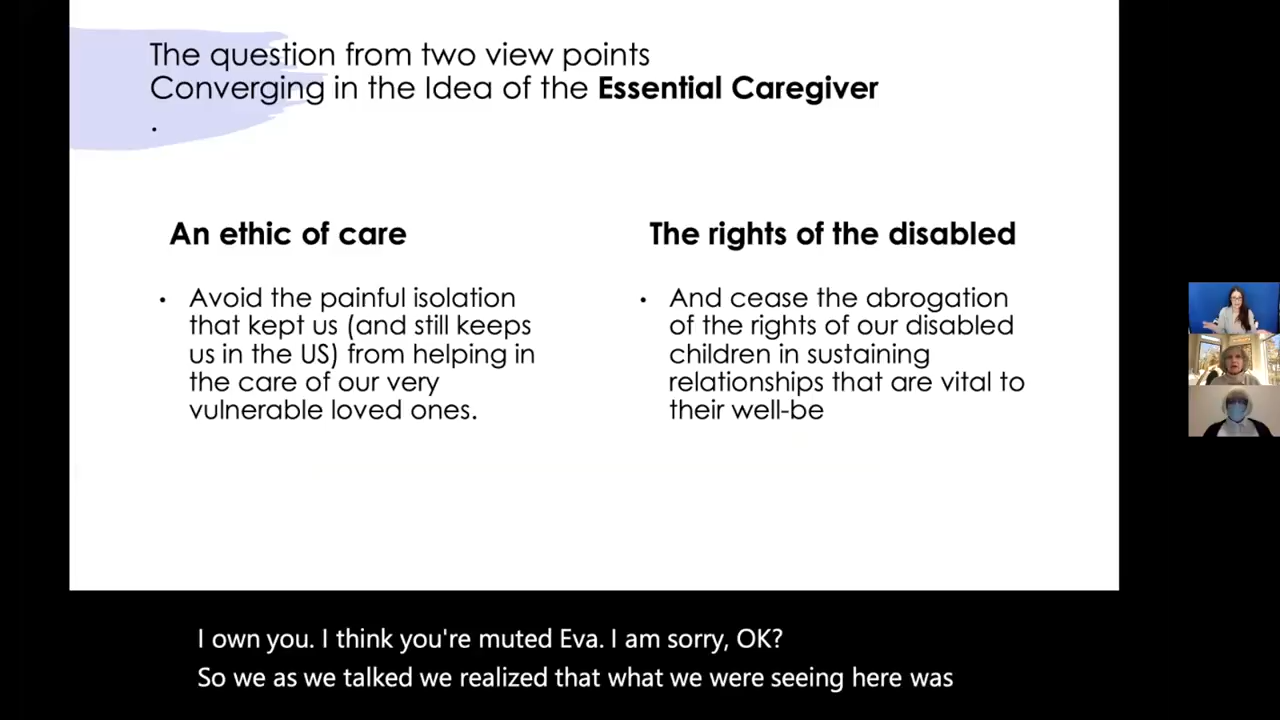 The question from two view points
Converging in the Idea of the Essential Caregiver
.
An ethic of care
• Avoid the painful isolation
that kept us (and still keeps
us in the US) from helping in
the care of our very
vulnerable loved ones.
The rights of the disabled
• And cease the abrogation
of the rights of our disabled
children in sustaining
relationships that are vital to
their well-be
I own you. I think you're muted Eva. I am sorry, OK?
So we as we talked we realized that what we were seeing here was